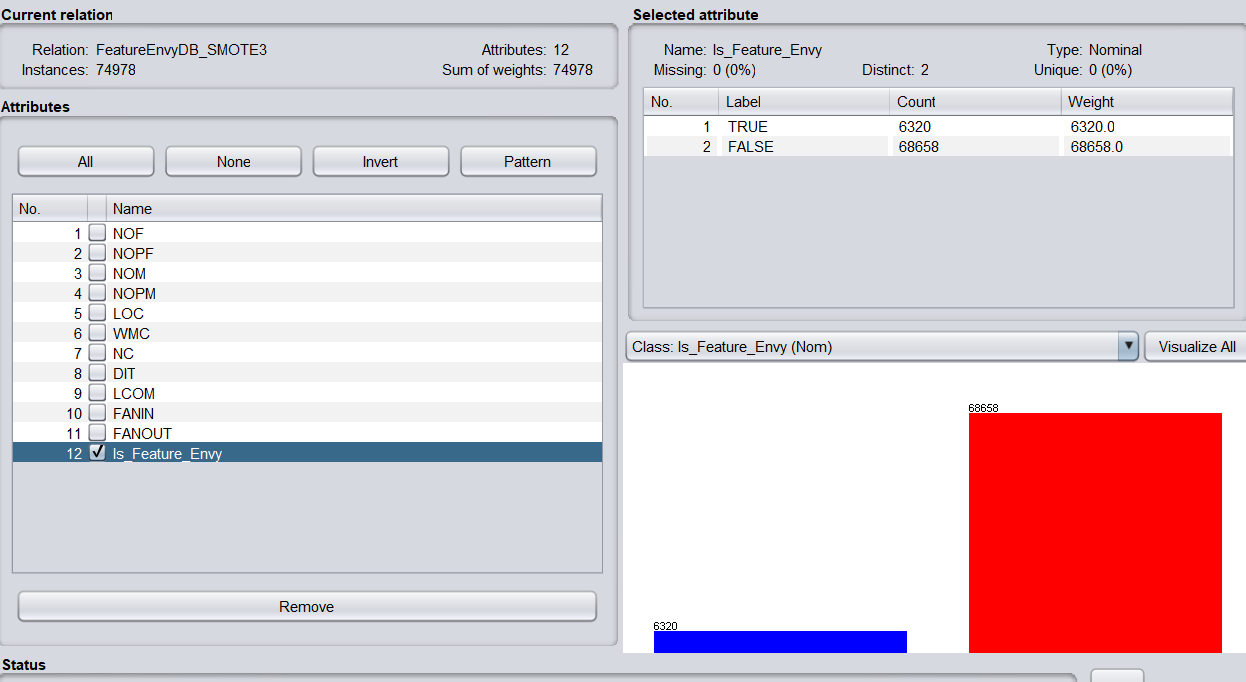 Current relation
Relation: FeatureEnvyDB_SMOTE3 Attributes: 12
Instances: 74978 Sum of weights: 74978
Attributes
All None Invert Pattern
No. Name
1 NOF
2 NOPF
3 NOM
4 NOPM
5 LOC
6 WMC
7 NC
8 DIT
9 LCOM
10 FANIN
11 FANOUT
12 Is_Feature_Envy
Remove
Status
Selected attribute
Name: Is_Feature_Envy Type: Nominal
Missing: 0 (0%) Distinct: 2 Unique: 0 (0%)
No. Label Count Weight
1 TRUE 6320 6320.0
2 FALSE 68658 68658.0
Class: Is_Feature_Envy (Nom) Visualize All
68658
6320